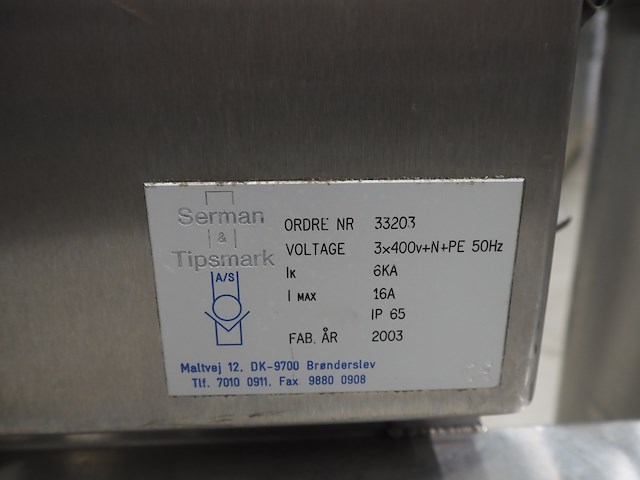 Serman
&
Tipsmark
A/S
ORDRE NR 33203
VOLTAGE 3x400v+N+PE 50Hz
IK 6KA
I MAX 16A
IP 65
FAB. ÅR 2003
Maltvej 12. DK-9700 Brønderslev
Tlf. 7010 0911. Fax 9880 0908